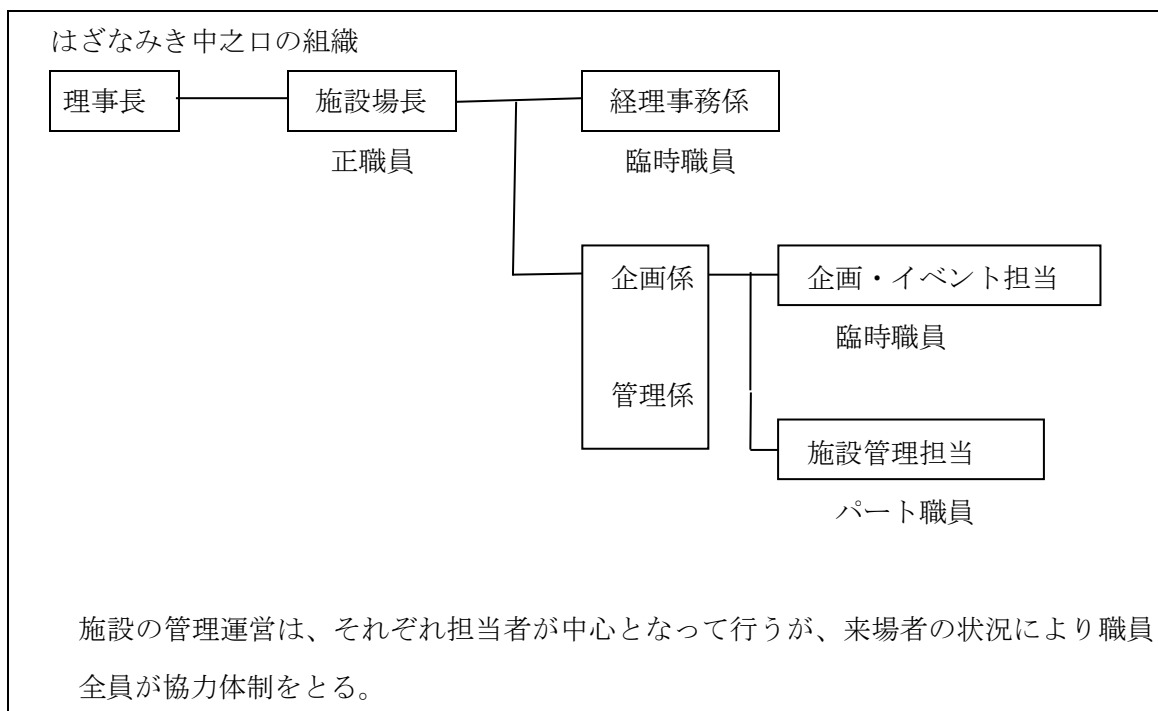 はざなみき中之口の組織
理事長
施設場長
経理事務係
正職員
臨時職員
企画係
企画・イベント担当
臨時職員
管理係
施設管理担当
パート職員
施設の管理運営は、それぞれ担当者が中心となって行うが、来場者の状況により職員
全員が協力体制をとる。